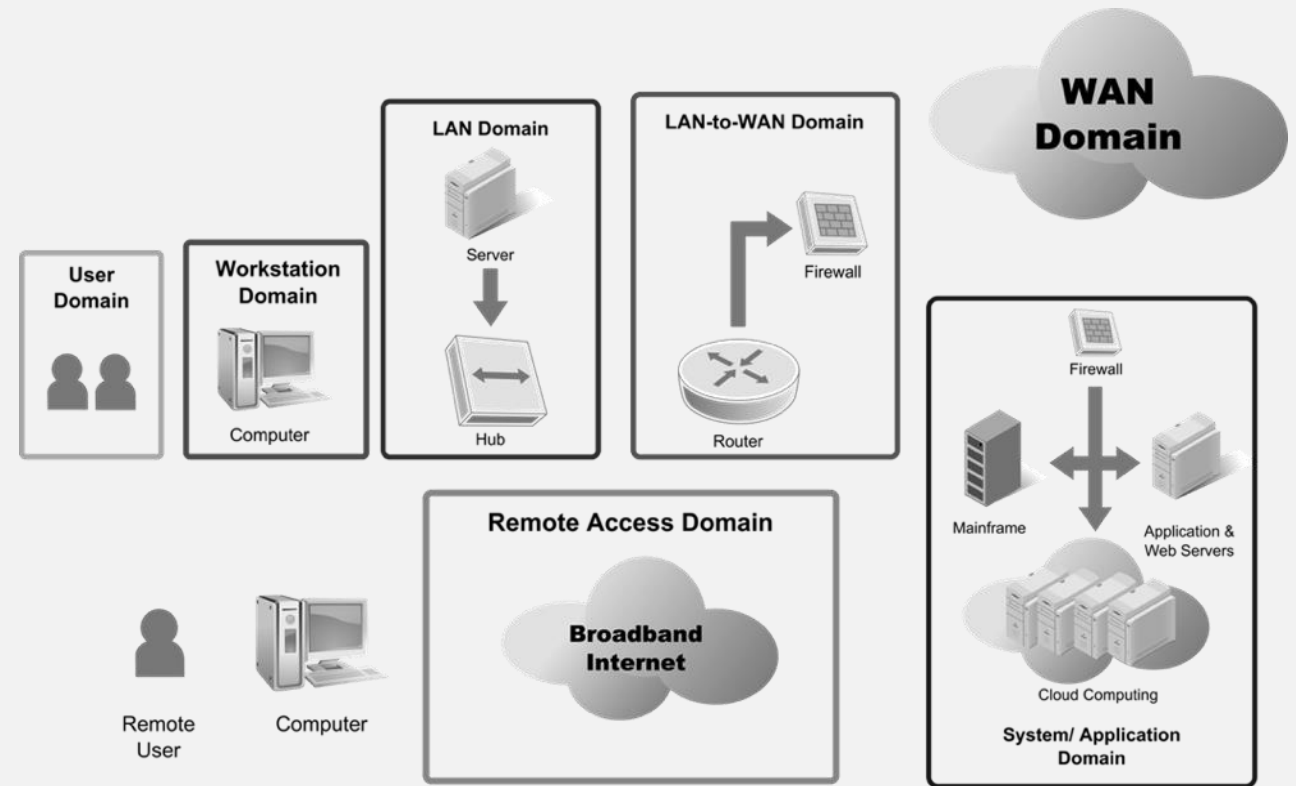 WAN
Domain
LAN Domain
Server
Hub
LAN-to-WAN Domain
Firewall
Router
User
Domain
Workstation
Domain
Computer
Firewall
Mainframe
Application &
Web Servers
Cloud Computing
System/ Application
Domain
Remote Access Domain
Broadband
Internet
Remote
User
Computer